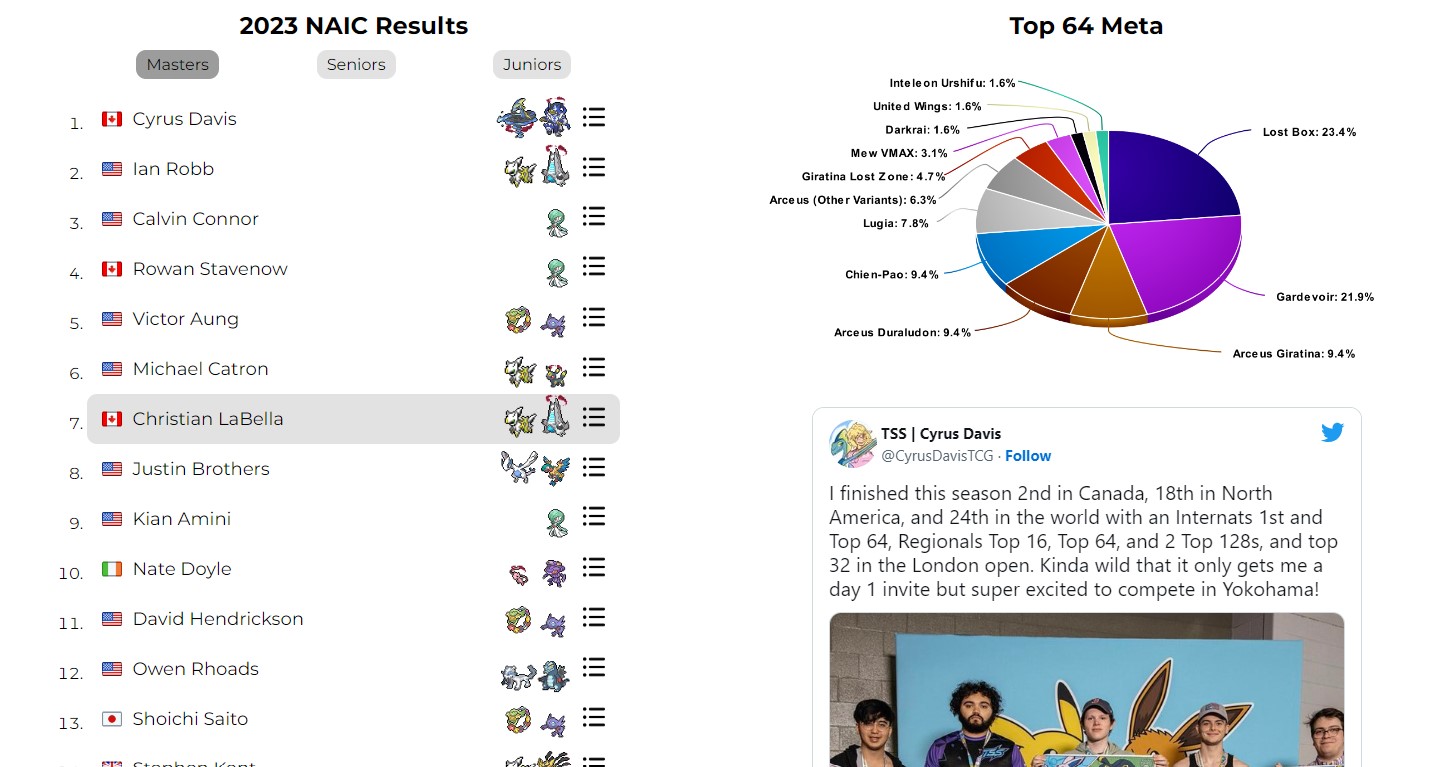 2023 NAIC Results
Masters
Seniors
Juniors
1. Cyrus Davis
2. Ian Robb
3. Calvin Connor
4. Rowan Stavenow
5. Victor Aung
6. Michael Catron
7. Christian LaBella
8. Justin Brothers
9. Kian Amini
10. Nate Doyle
11. David Hendrickson
12. Owen Rhoads
13. Shoichi Saito
Top 64 Meta
Inteleon Urshifu: 1.6%
United Wings: 1.6%
Darkrai: 1.6%
Mew VMAX: 3.1%
Giratina Lost Zone: 4.7%
Arceus (Other Variants): 6.3%
Lugia: 7.8%
Chien-Pao: 9.4%
Arceus Duraludon: 9.4%
Lost Box: 23.4%
Gardevoir: 21.9%
Arceus Giratina: 9.4%
TSS | Cyrus Davis
@CyrusDavisTCG · Follow
I finished this season 2nd in Canada, 18th in North
America, and 24th in the world with an Internats 1st and
Top 64, Regionals Top 16, Top 64, and 2 Top 128s, and top
32 in the London open. Kinda wild that it only gets me a
day 1 invite but super excited to compete in Yokohama!
TSS